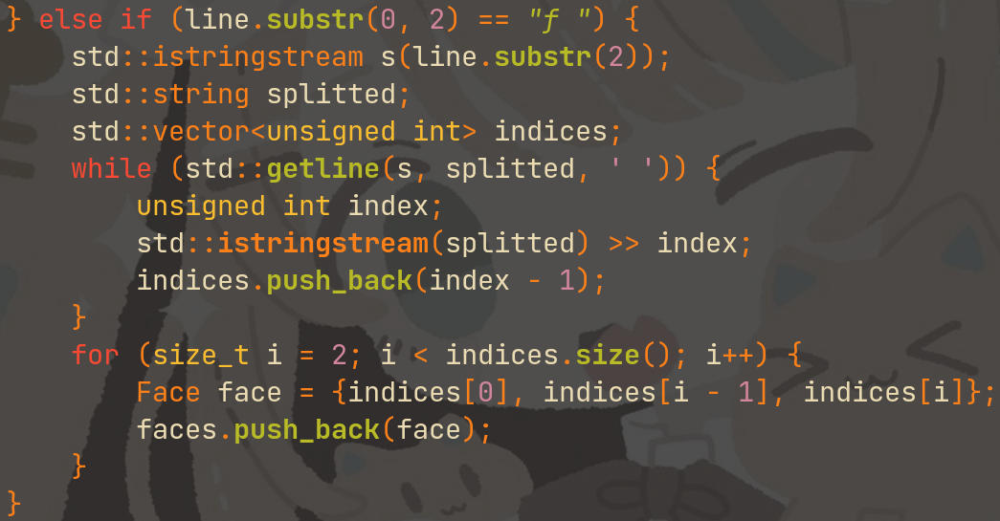 } else if (line.substr(0, 2) == "f ") {
    std::istringstream s(line.substr(2));
    std::string splitted;
    std::vector<unsigned int> indices;
    while (std::getline(s, splitted, ' ')) {
        unsigned int index;
        std::istringstream(splitted) >> index;
        indices.push_back(index - 1);
    }
    for (size_t i = 2; i < indices.size(); i++) {
        Face face = {indices[0], indices[i - 1], indices[i]};
        faces.push_back(face);
    }
}